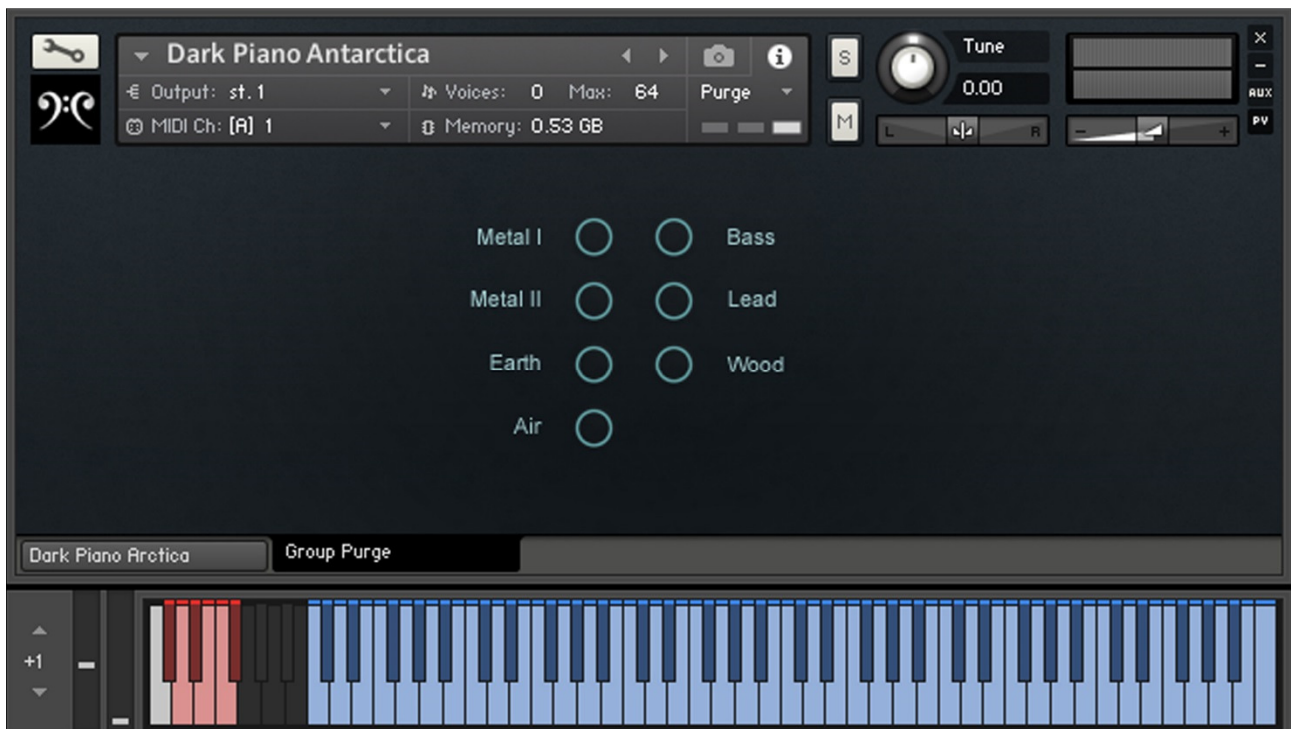 Dark Piano Antarctica
S
Tune
×
Output: st.1
Voices: 0 Max: 64
Purge
0.00
AUX
MIDI Ch: [A] 1
Memory: 0.53 GB
M
L
R
-
+
PV
Metal I
Bass
Metal II
Lead
Earth
Wood
Air
Dark Piano Arctica
Group Purge
+1